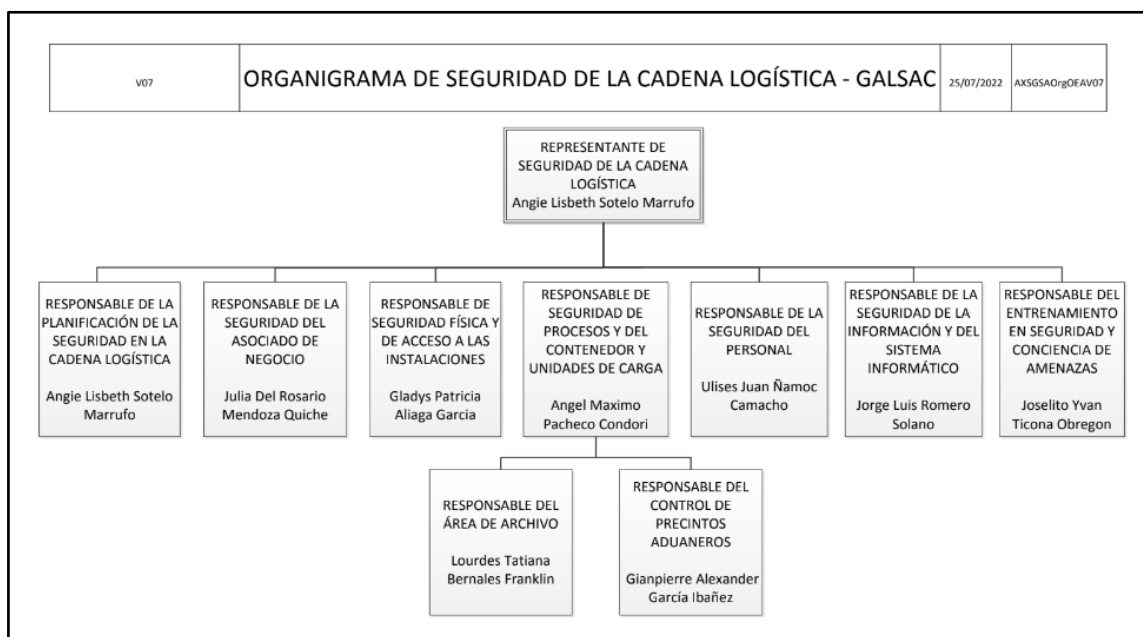 V07
ORGANIGRAMA DE SEGURIDAD DE LA CADENA LOGÍSTICA - GALSAC
25/07/2022
AXSGSAOrgOEAV07
REPRESENTANTE DE
SEGURIDAD DE LA CADENA
LOGÍSTICA
Angie Lisbeth Sotelo Marrufo
RESPONSABLE DE LA
PLANIFICACIÓN DE LA
SEGURIDAD EN LA
CADENA LOGÍSTICA
Angie Lisbeth Sotelo
Marrufo
RESPONSABLE DE LA
SEGURIDAD DEL
ASOCIADO DE
NEGOCIO
Julia Del Rosario
Mendoza Quiche
RESPONSABLE DE
SEGURIDAD FÍSICA Y
DE ACCESO A LAS
INSTALACIONES
Gladys Patricia
Aliaga Garcia
RESPONSABLE DE
SEGURIDAD DE
PROCESOS Y DEL
CONTENEDOR Y
UNIDADES DE CARGA
Angel Maximo
Pacheco Condori
RESPONSABLE DE
LA SEGURIDAD DEL
PERSONAL
Ulises Juan Ñamoc
Camacho
RESPONSABLE DE LA
SEGURIDAD DE LA
INFORMACIÓN Y DEL
SISTEMA
INFORMÁTICO
Jorge Luis Romero
Solano
RESPONSABLE DEL
ENTRENAMIENTO
EN SEGURIDAD Y
CONCIENCIA DE
AMENAZAS
Joselito Yvan
Ticona Obregon
RESPONSABLE DEL
ÁREA DE ARCHIVO
Lourdes Tatiana
Bernales Franklin
RESPONSABLE DEL
CONTROL DE
PRECINTOS
ADUANEROS
Gianpierre Alexander
García Ibañez